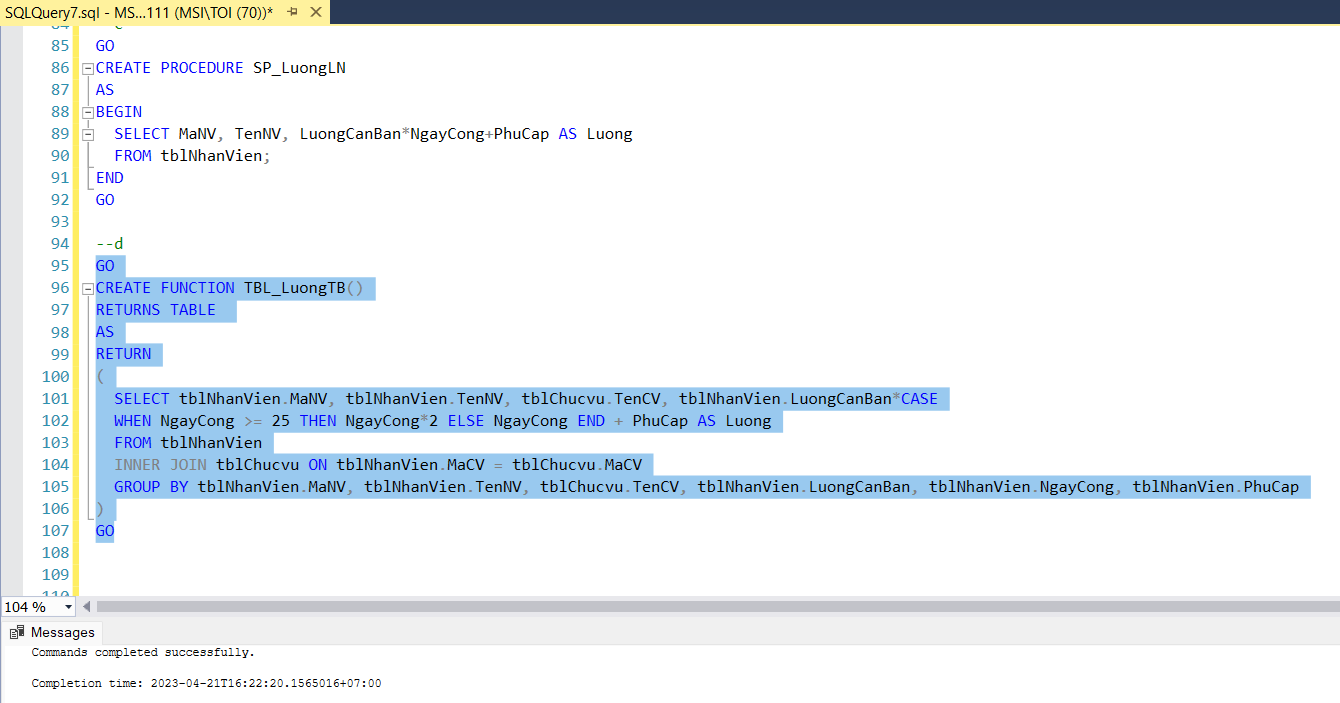 SQLQuery7.sql - MS...111 (MSI\TOI (70))*
85 GO
86 CREATE PROCEDURE SP_LuongLN
87 AS
88 BEGIN
89 SELECT MaNV, TenNV, LuongCanBan*NgayCong+PhuCap AS Luong
90 FROM tblNhanVien;
91 END
92 GO
93
94 --d
95 GO
96 CREATE FUNCTION TBL_LuongTB()
97 RETURNS TABLE
98 AS
99 RETURN
100 (
101 SELECT tblNhanVien.MaNV, tblNhanVien.TenNV, tblChucvu.TenCV, tblNhanVien.LuongCanBan*CASE
102 WHEN NgayCong >= 25 THEN NgayCong*2 ELSE NgayCong END + PhuCap AS Luong
103 FROM tblNhanVien
104 INNER JOIN tblChucvu ON tblNhanVien.MaCV = tblChucvu.MaCV
105 GROUP BY tblNhanVien.MaNV, tblNhanVien.TenNV, tblChucvu.TenCV, tblNhanVien.LuongCanBan, tblNhanVien.NgayCong, tblNhanVien.PhuCap
106 )
107 GO
108
109
110
104 %
Messages
Commands completed successfully.
Completion time: 2023-04-21T16:22:20.1565016+07:00